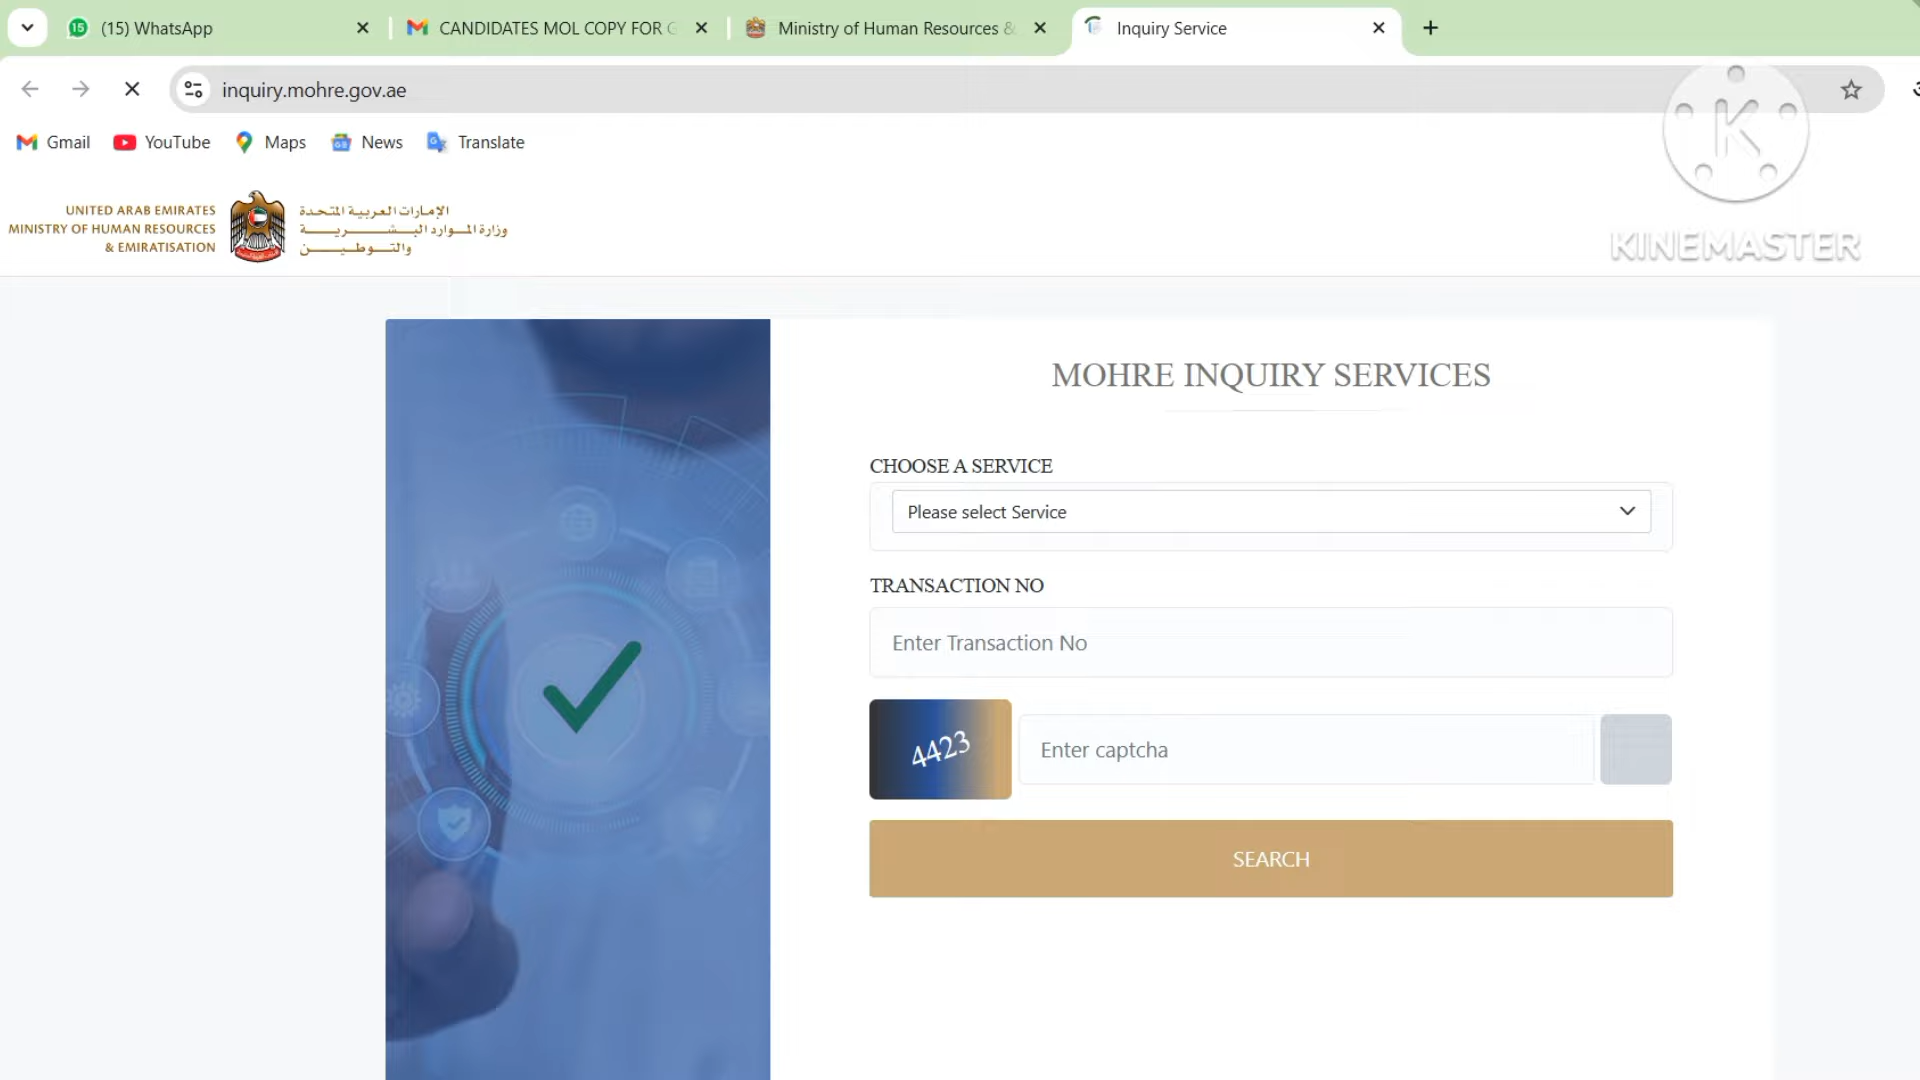 (15) WhatsApp
CANDIDATES MOL COPY FOR
Ministry of Human Resources &
Inquiry Service
inquiry.mohre.gov.ae
Gmail
YouTube
Maps
News
Translate
UNITED ARAB EMIRATES
MINISTRY OF HUMAN RESOURCES
& EMIRATISATION
الإمارات العربية المتحدة
وزارة الموارد البشرية
والتوطين
K
KINEMASTER
MOHRE INQUIRY SERVICES
CHOOSE A SERVICE
Please select Service
TRANSACTION NO
Enter Transaction No
4423
Enter captcha
SEARCH